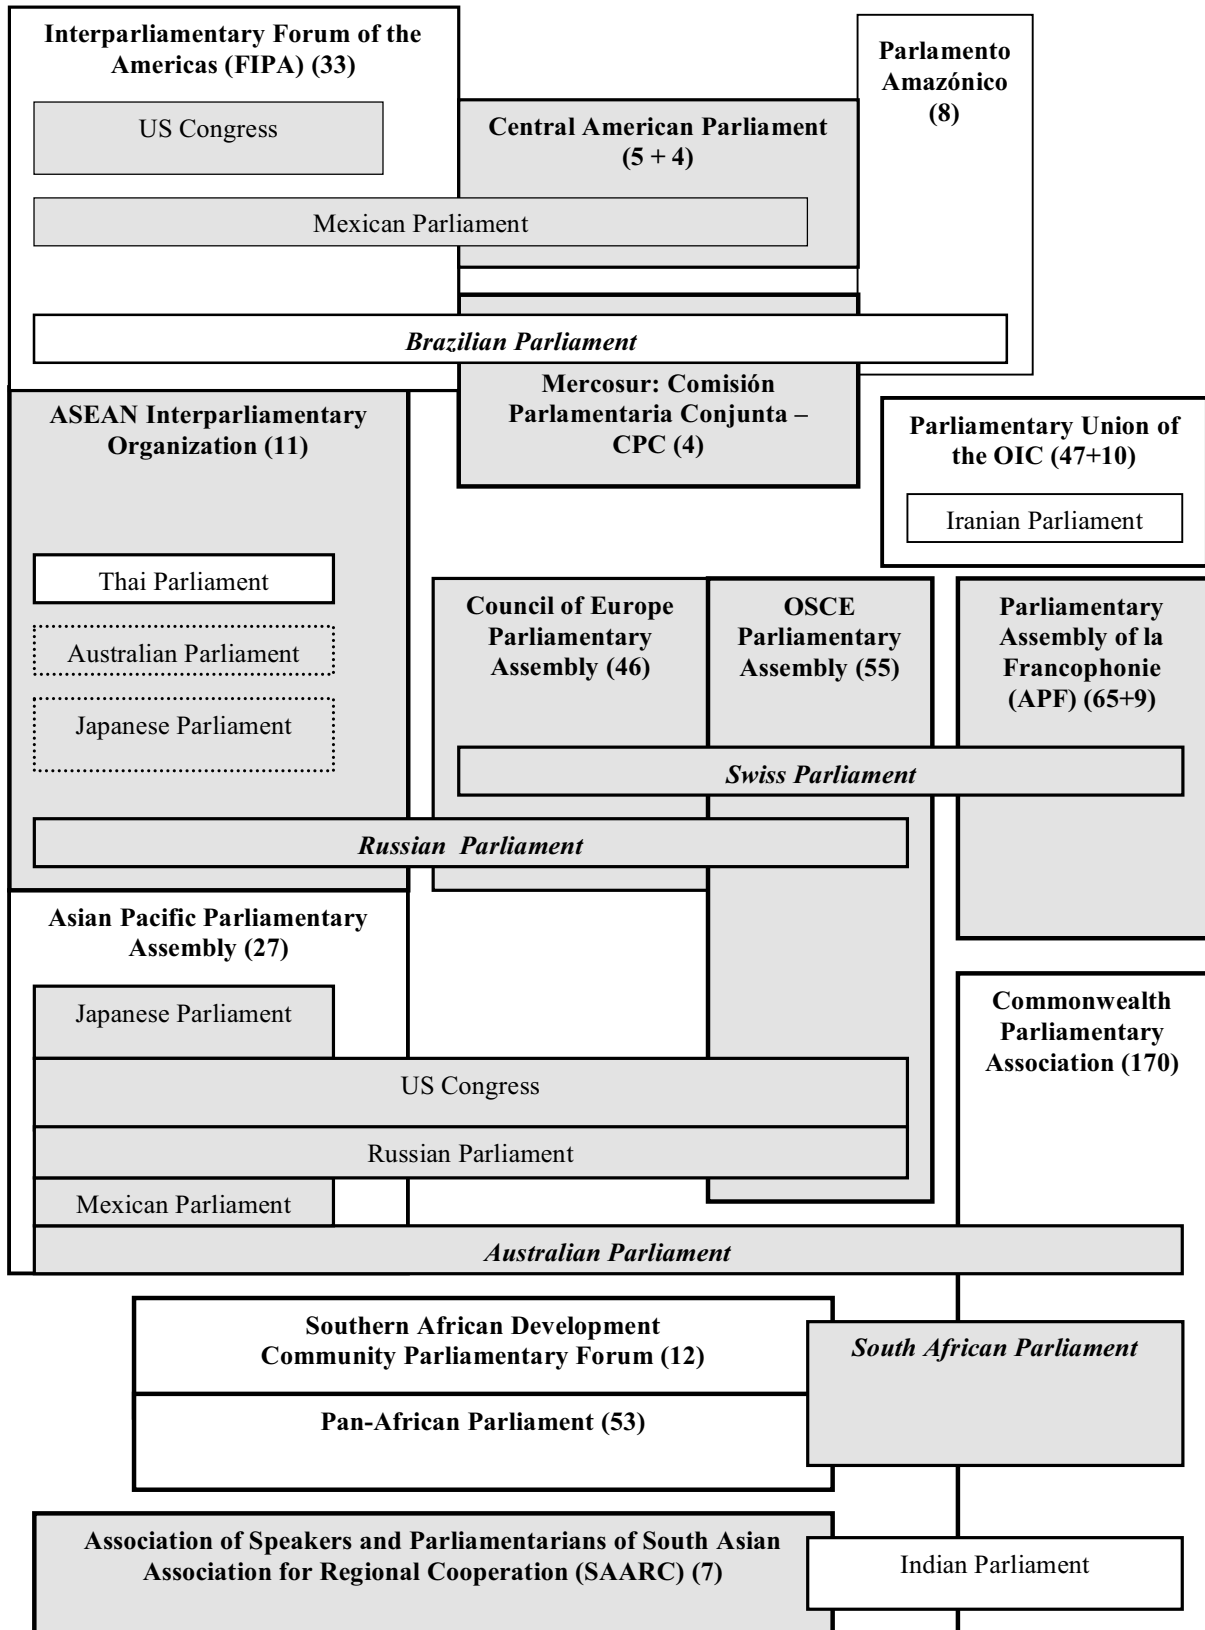 Interparliamentary Forum of the
Americas (FIPA) (33)
US Congress
Central American Parliament
(5 + 4)
Parlamento
Amazónico
(8)
Mexican Parliament
Brazilian Parliament
Mercosur: Comisión
Parlamentaria Conjunta –
CPC (4)
ASEAN Interparliamentary
Organization (11)
Parliamentary Union of
the OIC (47+10)
Iranian Parliament
Thai Parliament
Australian Parliament
Japanese Parliament
Council of Europe
Parliamentary
Assembly (46)
OSCE
Parliamentary
Assembly (55)
Parliamentary
Assembly of la
Francophonie
(APF) (65+9)
Swiss Parliament
Russian  Parliament
Asian Pacific Parliamentary
Assembly (27)
Japanese Parliament
US Congress
Russian Parliament
Mexican Parliament
Australian Parliament
Commonwealth
Parliamentary
Association (170)
Southern African Development
Community Parliamentary Forum (12)
South African Parliament
Pan-African Parliament (53)
Association of Speakers and Parliamentarians of South Asian
Association for Regional Cooperation (SAARC) (7)
Indian Parliament